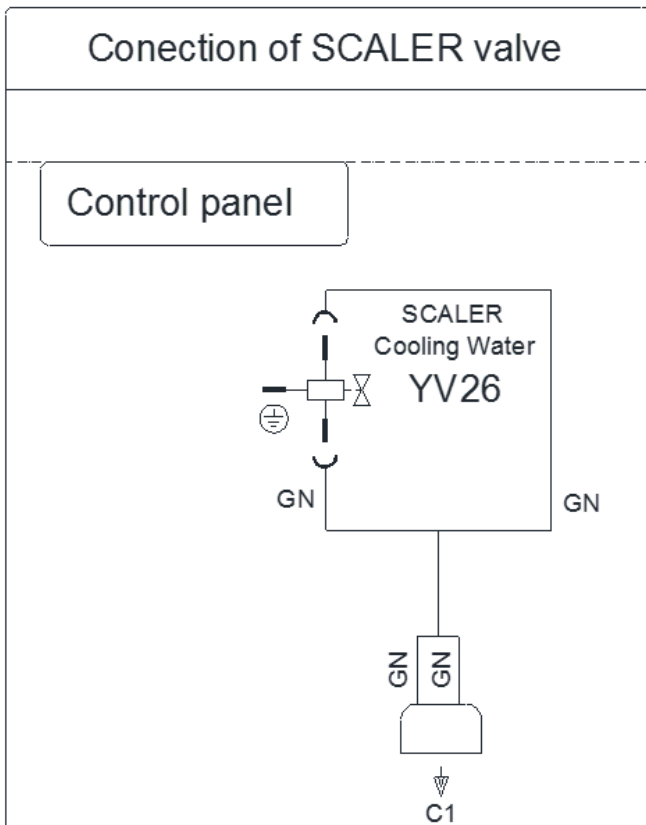 Conection of SCALER valve
Control panel
SCALER
Cooling Water
YV26
GN
GN
GN
GN
C1